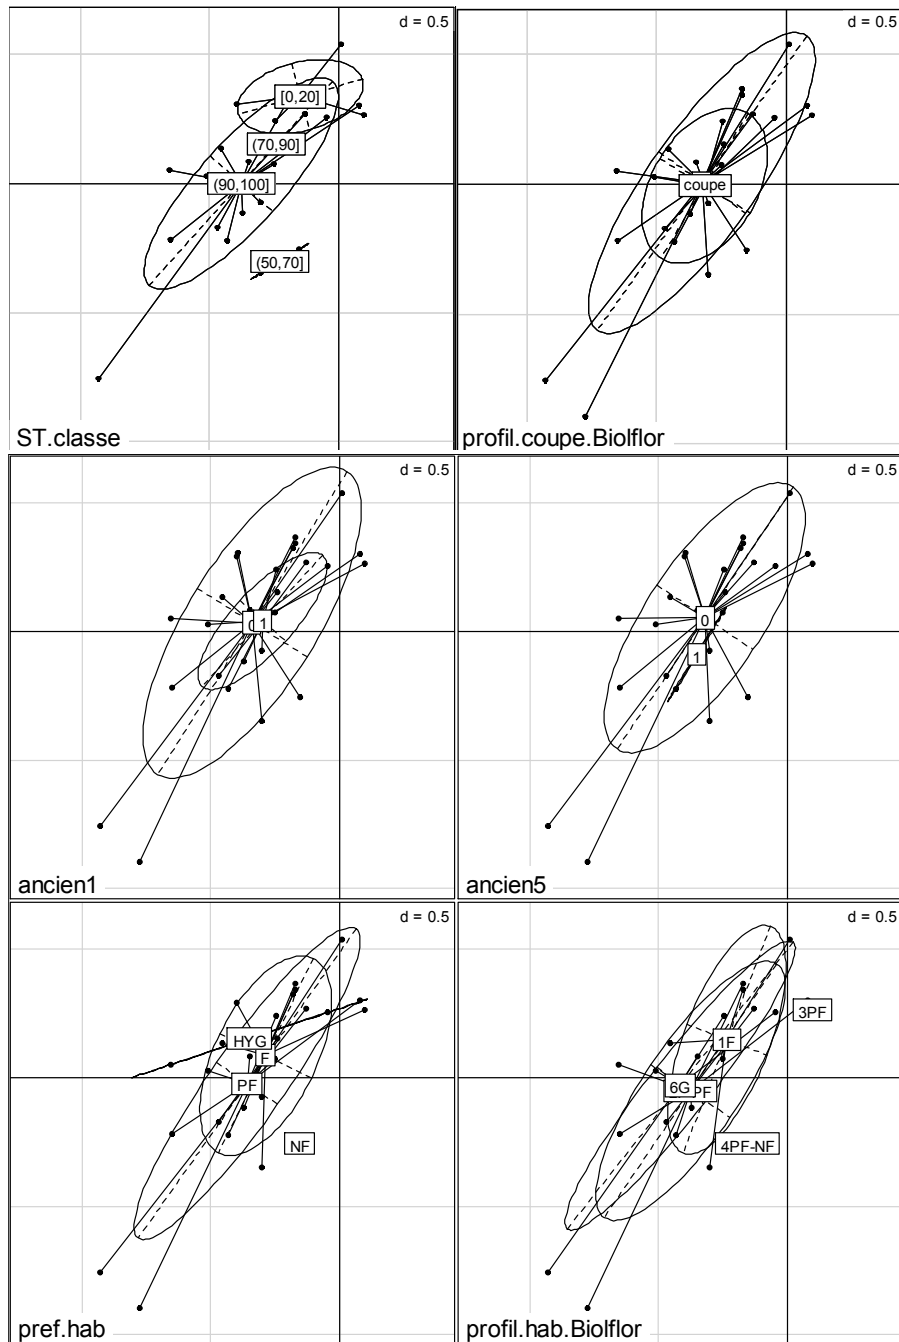 d = 0.5
[0,20]
(70,90]
(90,100]
(50,70]
ST.classe
d = 0.5
coupe
profil.coupe.Biolflor
d = 0.5
1
ancien1
d = 0.5
0
1
ancien5
d = 0.5
HYG
F
PF
NF
pref.hab
d = 0.5
3PF
1F
6G
PF
4PF-NF
profil.hab.Biolflor